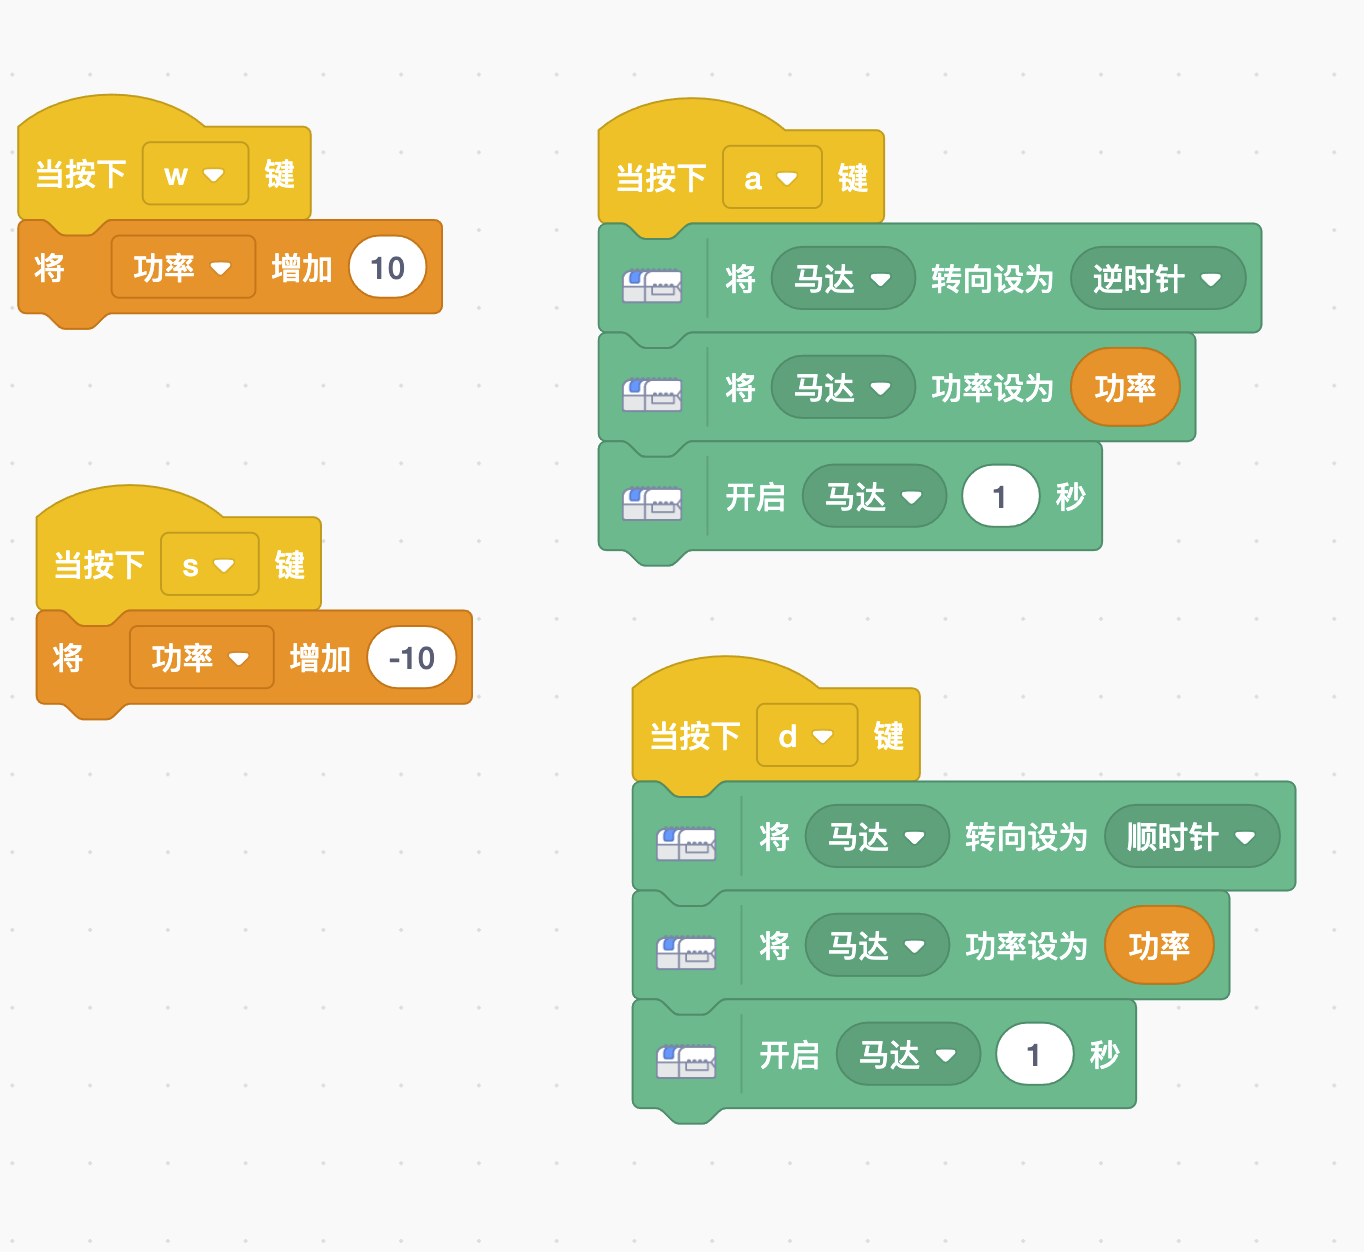 当按下 w 键
将 功率 增加 10
当按下 s 键
将 功率 增加 -10
当按下 a 键
将 马达 转向设为 逆时针
将 马达 功率设为 功率
开启 马达 1 秒
当按下 d 键
将 马达 转向设为 顺时针
将 马达 功率设为 功率
开启 马达 1 秒